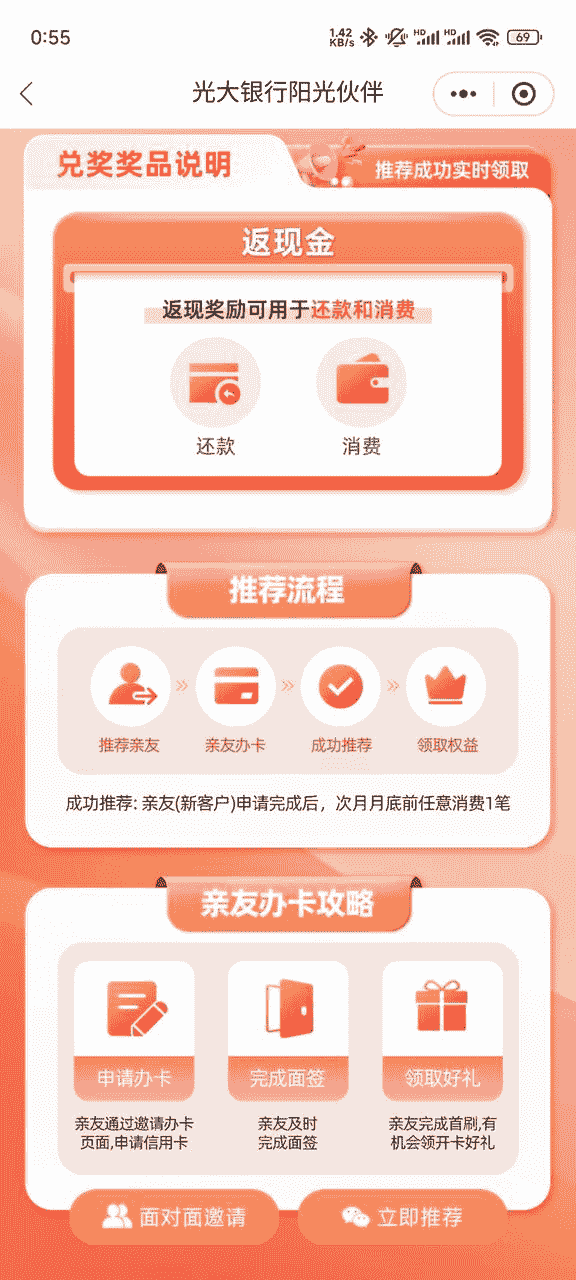 0:55
1.42
KB/s
HD
HD
69
光大银行阳光伙伴
兑奖奖品说明
推荐成功实时领取
返现金
返现奖励可用于还款和消费
还款
消费
推荐流程
推荐亲友
亲友办卡
成功推荐
领取权益
成功推荐: 亲友(新客户)申请完成后，次月月底前任意消费1笔
亲友办卡攻略
申请办卡
完成面签
领取好礼
亲友通过邀请办卡
页面,申请信用卡
亲友及时
完成面签
亲友完成首刷,有
机会领开卡好礼
面对面邀请
立即推荐